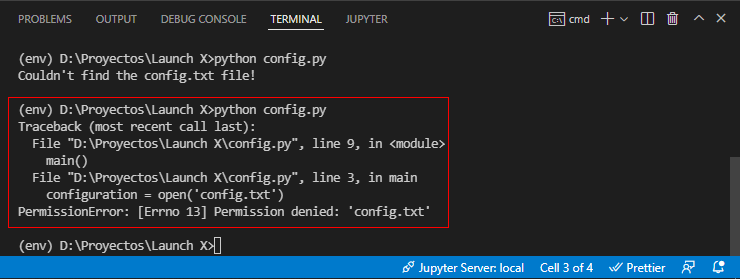 PROBLEMS OUTPUT DEBUG CONSOLE TERMINAL JUPYTER cmd
(env) D:\Proyectos\Launch X>python config.py
Couldn't find the config.txt file!
(env) D:\Proyectos\Launch X>python config.py
Traceback (most recent call last):
  File "D:\Proyectos\Launch X\config.py", line 9, in <module>
    main()
  File "D:\Proyectos\Launch X\config.py", line 3, in main
    configuration = open('config.txt')
PermissionError: [Errno 13] Permission denied: 'config.txt'
(env) D:\Proyectos\Launch X>
Jupyter Server: local Cell 3 of 4 Prettier